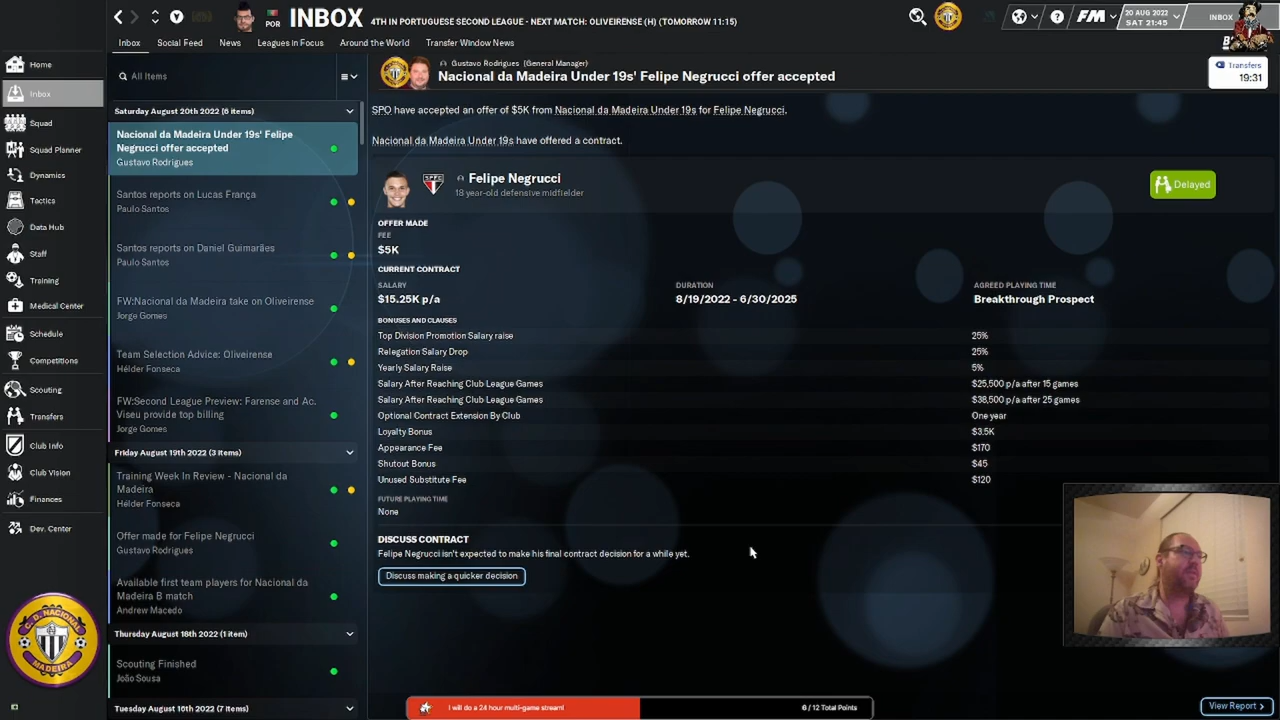 POR
INBOX
4TH IN PORTUGUESE SECOND LEAGUE - NEXT MATCH: OLIVEIRENSE (H) (TOMORROW 11:15)
FM
20 AUG 2022
SAT 21:45
INBOX
Inbox
Social Feed
News
Leagues In Focus
Around the World
Transfer Window News
Home
Inbox
Squad
Squad Planner
Dynamics
Tactics
Data Hub
Staff
Training
Medical Center
Schedule
Competitions
Scouting
Transfers
Club Info
Club Vision
Finances
Dev. Center
All Items
Saturday August 20th 2022 (6 items)
Nacional da Madeira Under 19s' Felipe
Negrucci offer accepted
Gustavo Rodrigues
Santos reports on Lucas França
Paulo Santos
Santos reports on Daniel Guimarães
Paulo Santos
FW:Nacional da Madeira take on Oliveirense
Jorge Gomes
Team Selection Advice: Oliveirense
Hélder Fonseca
FW:Second League Preview: Farense and Ac.
Viseu provide top billing
Jorge Gomes
Friday August 19th 2022 (3 items)
Training Week In Review - Nacional da
Madeira
Hélder Fonseca
Offer made for Felipe Negrucci
Gustavo Rodrigues
Available first team players for Nacional da
Madeira B match
Andrew Macedo
Thursday August 18th 2022 (1 item)
Scouting Finished
João Sousa
Tuesday August 16th 2022 (7 items)
Gustavo Rodrigues (General Manager)
Nacional da Madeira Under 19s' Felipe Negrucci offer accepted
Transfers
19:31
SPO have accepted an offer of $5K from Nacional da Madeira Under 19s for Felipe Negrucci.
Nacional da Madeira Under 19s have offered a contract.
Felipe Negrucci
18 year-old defensive midfielder
Delayed
OFFER MADE
FEE
$5K
CURRENT CONTRACT
SALARY
$15.25K p/a
DURATION
8/19/2022 - 6/30/2025
AGREED PLAYING TIME
Breakthrough Prospect
BONUSES AND CLAUSES
Top Division Promotion Salary raise 25%
Relegation Salary Drop 25%
Yearly Salary Raise 5%
Salary After Reaching Club League Games $25,500 p/a after 15 games
Salary After Reaching Club League Games $38,500 p/a after 25 games
Optional Contract Extension By Club One year
Loyalty Bonus $3.5K
Appearance Fee $170
Shutout Bonus $45
Unused Substitute Fee $120
FUTURE PLAYING TIME
None
DISCUSS CONTRACT
Felipe Negrucci isn't expected to make his final contract decision for a while yet.
Discuss making a quicker decision
I will do a 24 hour multi-game stream!
6 / 12 Total Points
View Report